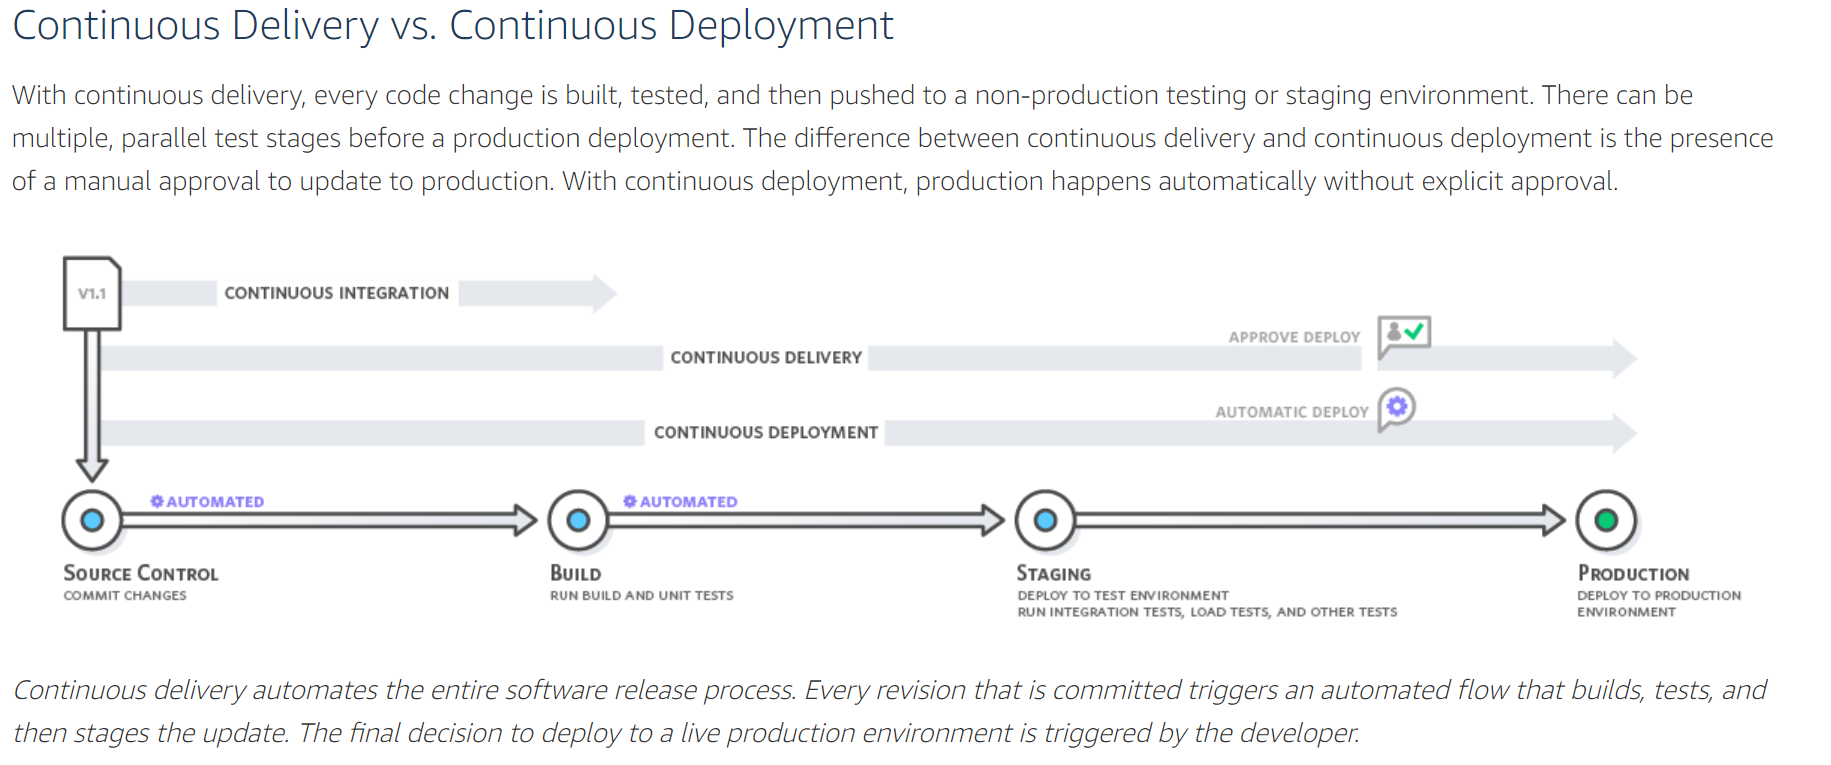 Continuous Delivery vs. Continuous Deployment
With continuous delivery, every code change is built, tested, and then pushed to a non-production testing or staging environment. There can be
multiple, parallel test stages before a production deployment. The difference between continuous delivery and continuous deployment is the presence
of a manual approval to update to production. With continuous deployment, production happens automatically without explicit approval.
V1.1
CONTINUOUS INTEGRATION
APPROVE DEPLOY
CONTINUOUS DELIVERY
AUTOMATIC DEPLOY
CONTINUOUS DEPLOYMENT
AUTOMATED
AUTOMATED
SOURCE CONTROL
COMMIT CHANGES
BUILD
RUN BUILD AND UNIT TESTS
STAGING
DEPLOY TO TEST ENVIRONMENT
RUN INTEGRATION TESTS, LOAD TESTS, AND OTHER TESTS
PRODUCTION
DEPLOY TO PRODUCTION
ENVIRONMENT
Continuous delivery automates the entire software release process. Every revision that is committed triggers an automated flow that builds, tests, and
then stages the update. The final decision to deploy to a live production environment is triggered by the developer.